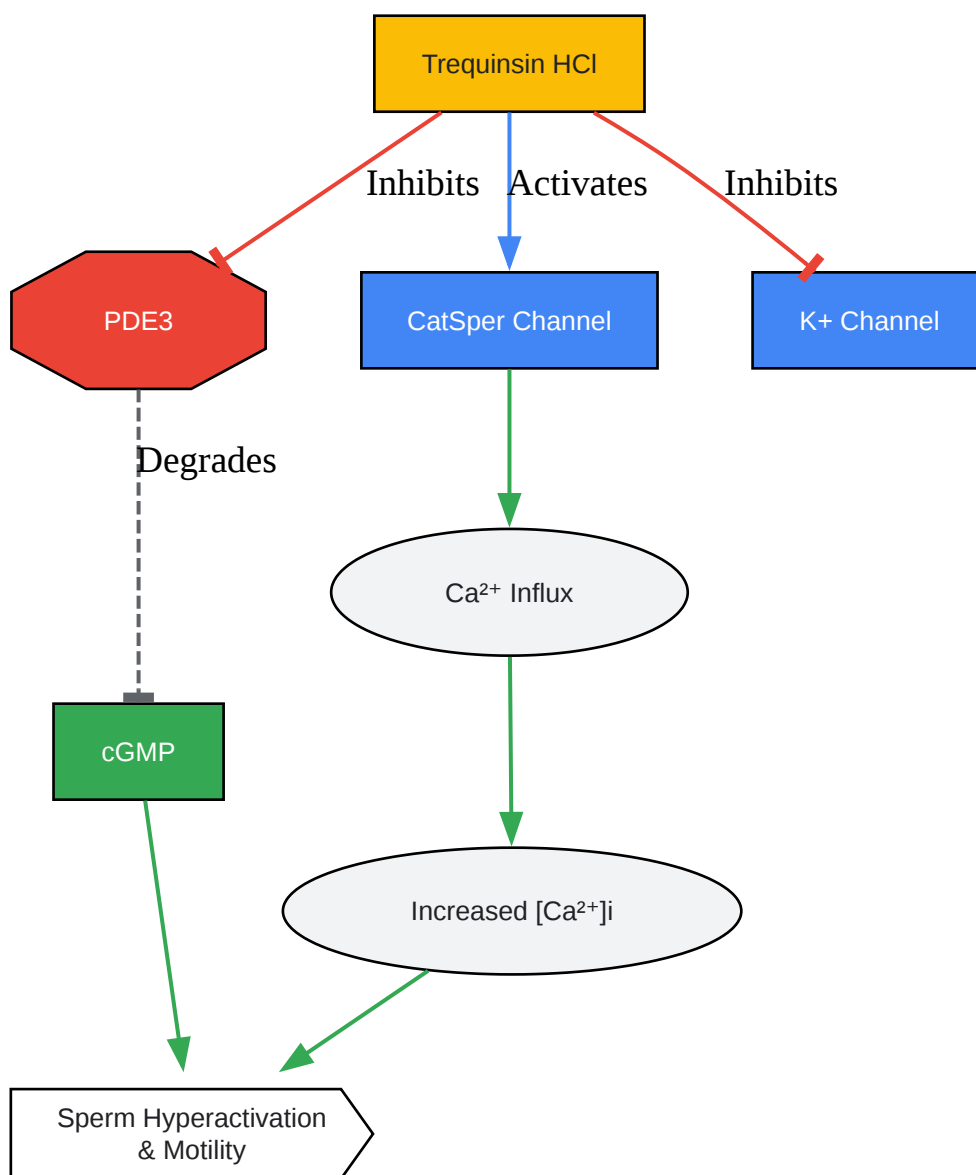 Trequinsin HCl
Inhibits
Activates
Inhibits
PDE3
CatSper Channel
K+ Channel
Degrades
Ca²⁺ Influx
cGMP
Increased [Ca²⁺]i
Sperm Hyperactivation
& Motility